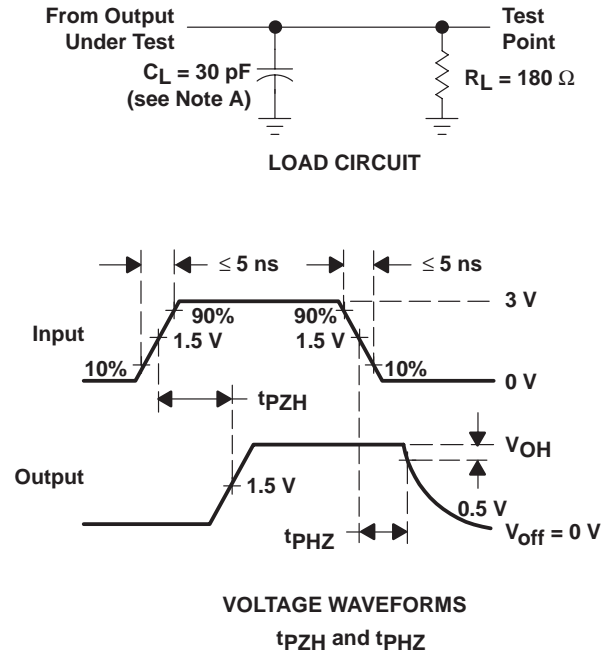 From Output
Under Test
Test
Point
CL = 30 pF
(see Note A)
RL = 180 Ω
LOAD CIRCUIT
≤ 5 ns
≤ 5 ns
3 V
90%
90%
Input
1.5 V
1.5 V
10%
10%
0 V
tPZH
VOH
Output
1.5 V
0.5 V
tPHZ
Voff = 0 V
VOLTAGE WAVEFORMS
tPZH and tPHZ